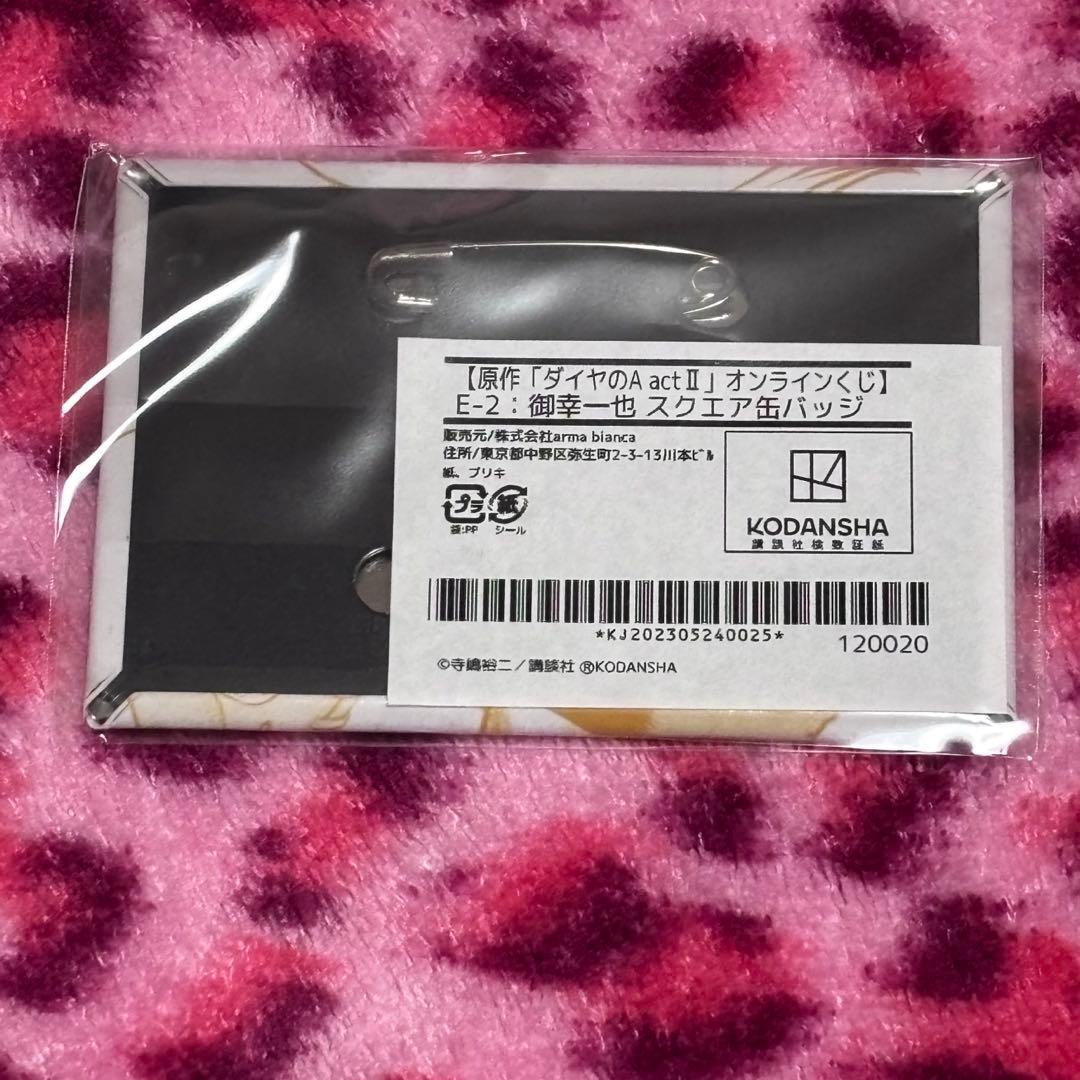 【原作「ダイヤのA actⅡ」オンラインくじ】
E-2：御幸一也 スクエア缶バッジ
販売元/株式会社arma bianca
住所/東京都中野区弥生町2-3-13川本ビル
紙、ブリキ
プラ 紙
袋:PP シール
KODANSHA
講談社検数証紙
*KJ202305240025*
120020
©寺嶋裕二／講談社 ⓇKODANSHA